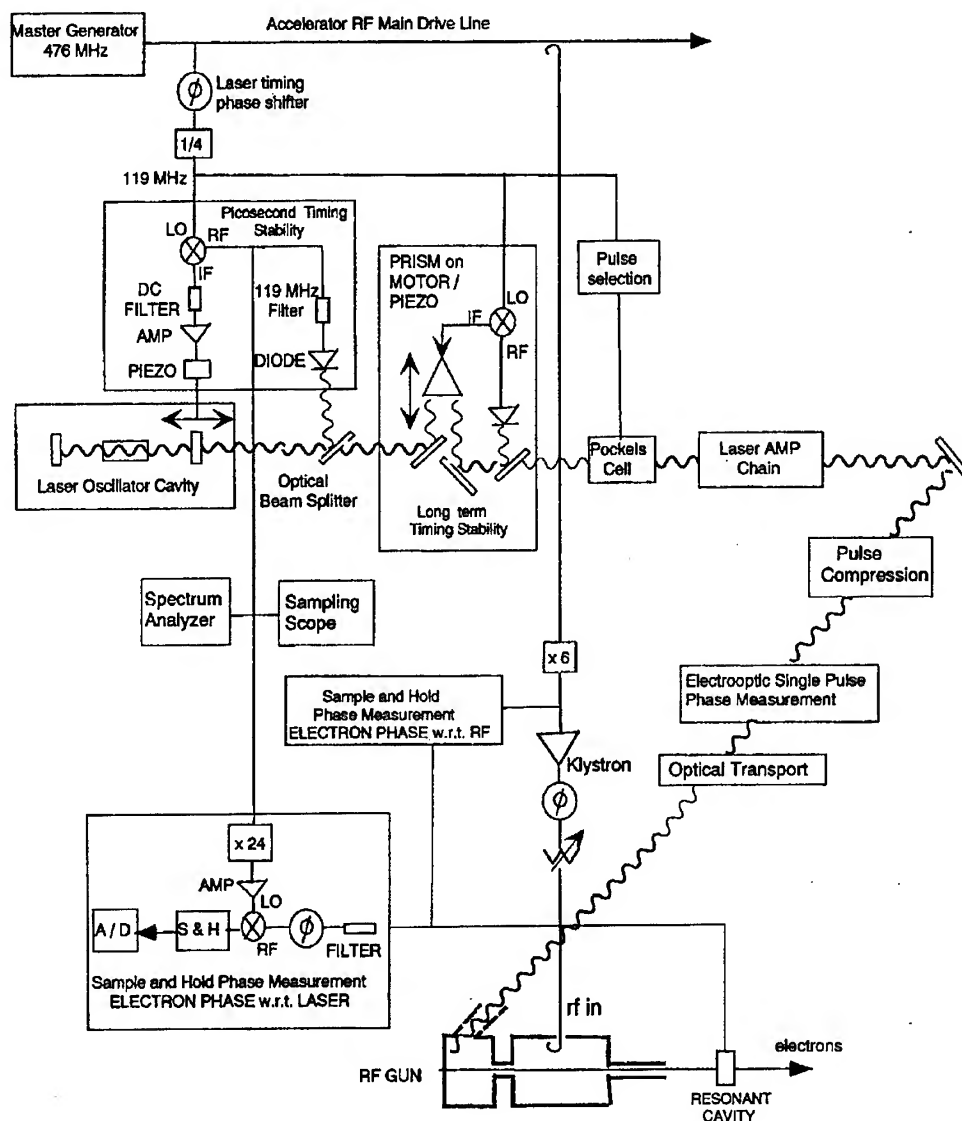 Accelerator RF Main Drive Line
Master Generator
476 MHz
Laser timing
phase shifter
ϕ
1/4
119 MHz
Picosecond Timing
Stability
LO
RF
IF
DC
FILTER
119 MHz
Filter
AMP
DIODE
PIEZO
PRISM on
MOTOR /
PIEZO
LO
IF
RF
Pulse
selection
Laser Oscillator Cavity
Optical
Beam Splitter
Long term
Timing Stability
Pockels
Cell
Laser AMP
Chain
Pulse
Compression
Spectrum
Analyzer
Sampling
Scope
x 6
Electrooptic Single Pulse
Phase Measurement
Sample and Hold
Phase Measurement
ELECTRON PHASE w.r.t. RF
Klystron
Optical Transport
ϕ
x 24
AMP
LO
A / D
S & H
RF
ϕ
FILTER
Sample and Hold Phase Measurement
ELECTRON PHASE w.r.t. LASER
rf in
electrons
RF GUN
RESONANT
CAVITY